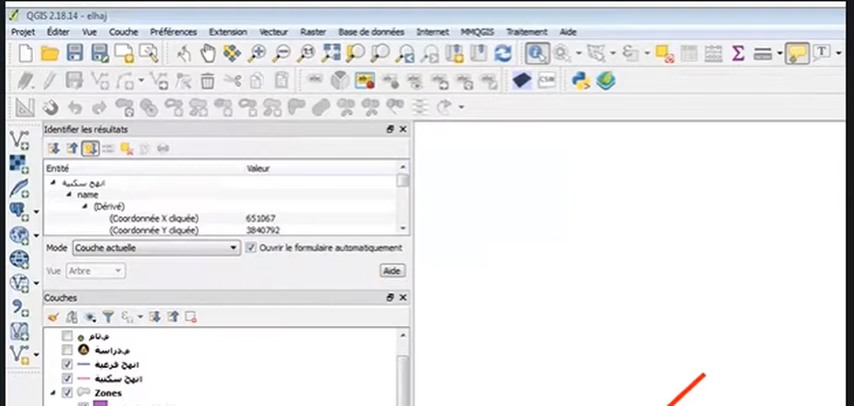 QGIS 2.18.14 - elhaj
Projet Éditer Vue Couche Préférences Extension Vecteur Raster Base de données Internet MMQGIS Traitement Aide
Identifier les résultats
Entité Valeur
انهج سكنية
name
(Dérivé)
(Coordonnée X cliquée) 651067
(Coordonnée Y cliquée) 3840792
Mode Couche actuelle Ouvrir le formulaire automatiquement
Vue Arbre Aide
Couches
م.دراسة
انهج فرعية
انهج سكنية
Zones